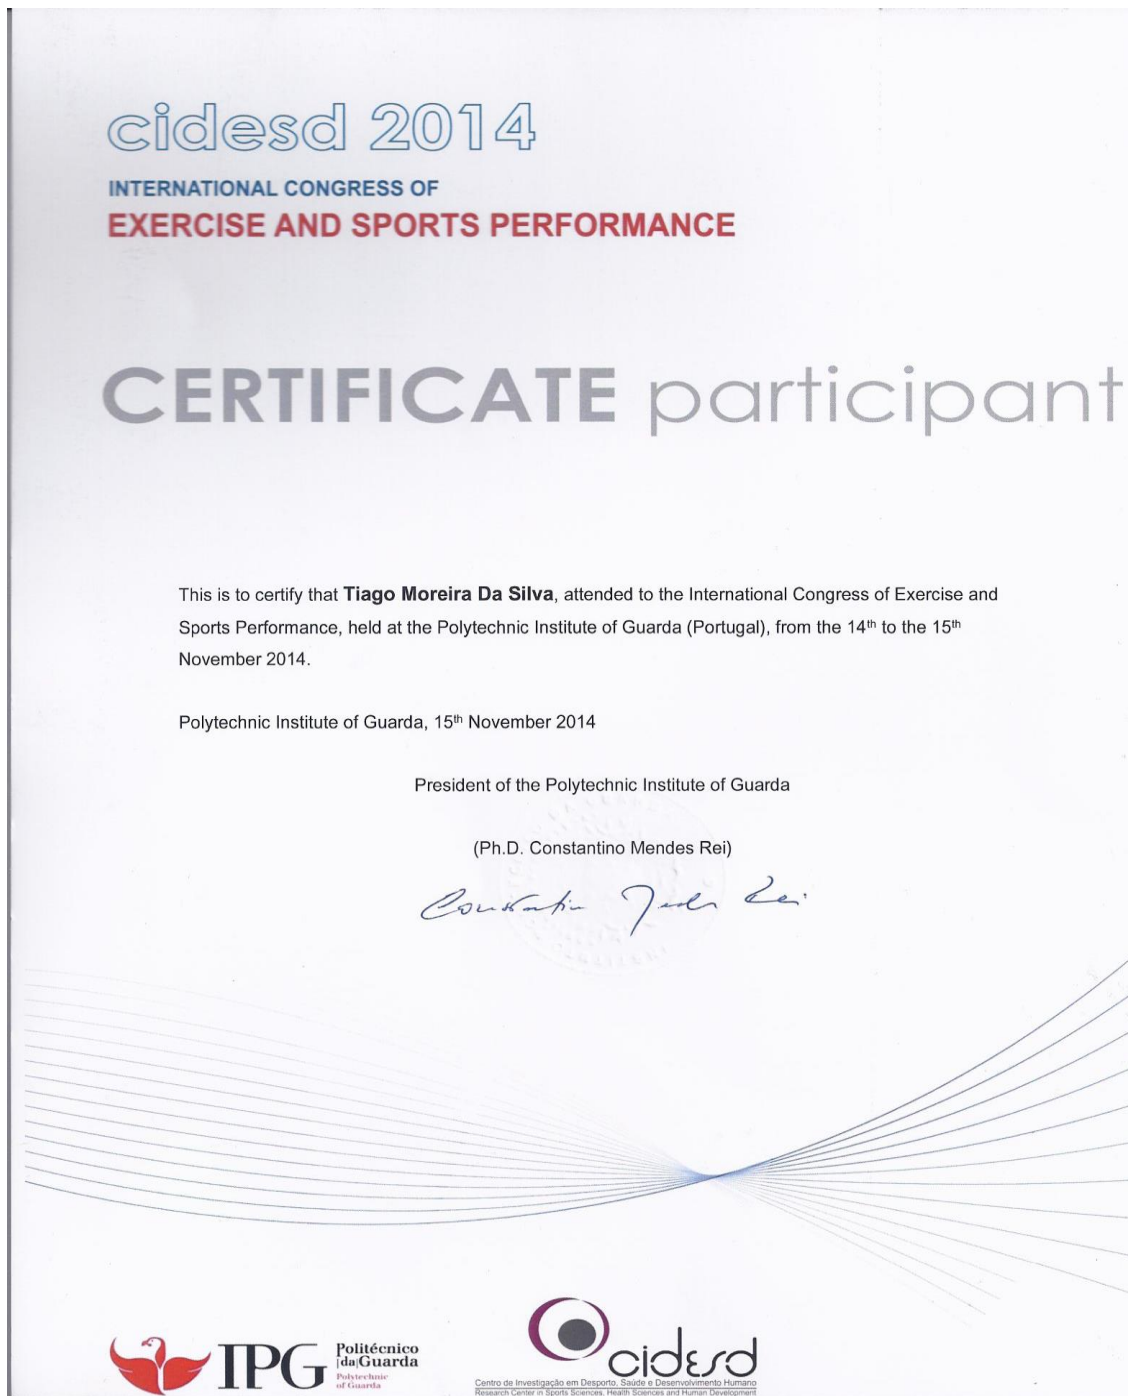 cidesd 2014
INTERNATIONAL CONGRESS OF
EXERCISE AND SPORTS PERFORMANCE
CERTIFICATE participant
This is to certify that Tiago Moreira Da Silva, attended to the International Congress of Exercise and
Sports Performance, held at the Polytechnic Institute of Guarda (Portugal), from the 14th to the 15th
November 2014.
Polytechnic Institute of Guarda, 15th November 2014
President of the Polytechnic Institute of Guarda
(Ph.D. Constantino Mendes Rei)
IPG
Politécnico
|da|Guarda
Polytechnic
of Guarda
cidesd
Centro de Investigação em Desporto, Saúde e Desenvolvimento Humano
Research Center in Sports Sciences, Health Sciences and Human Development